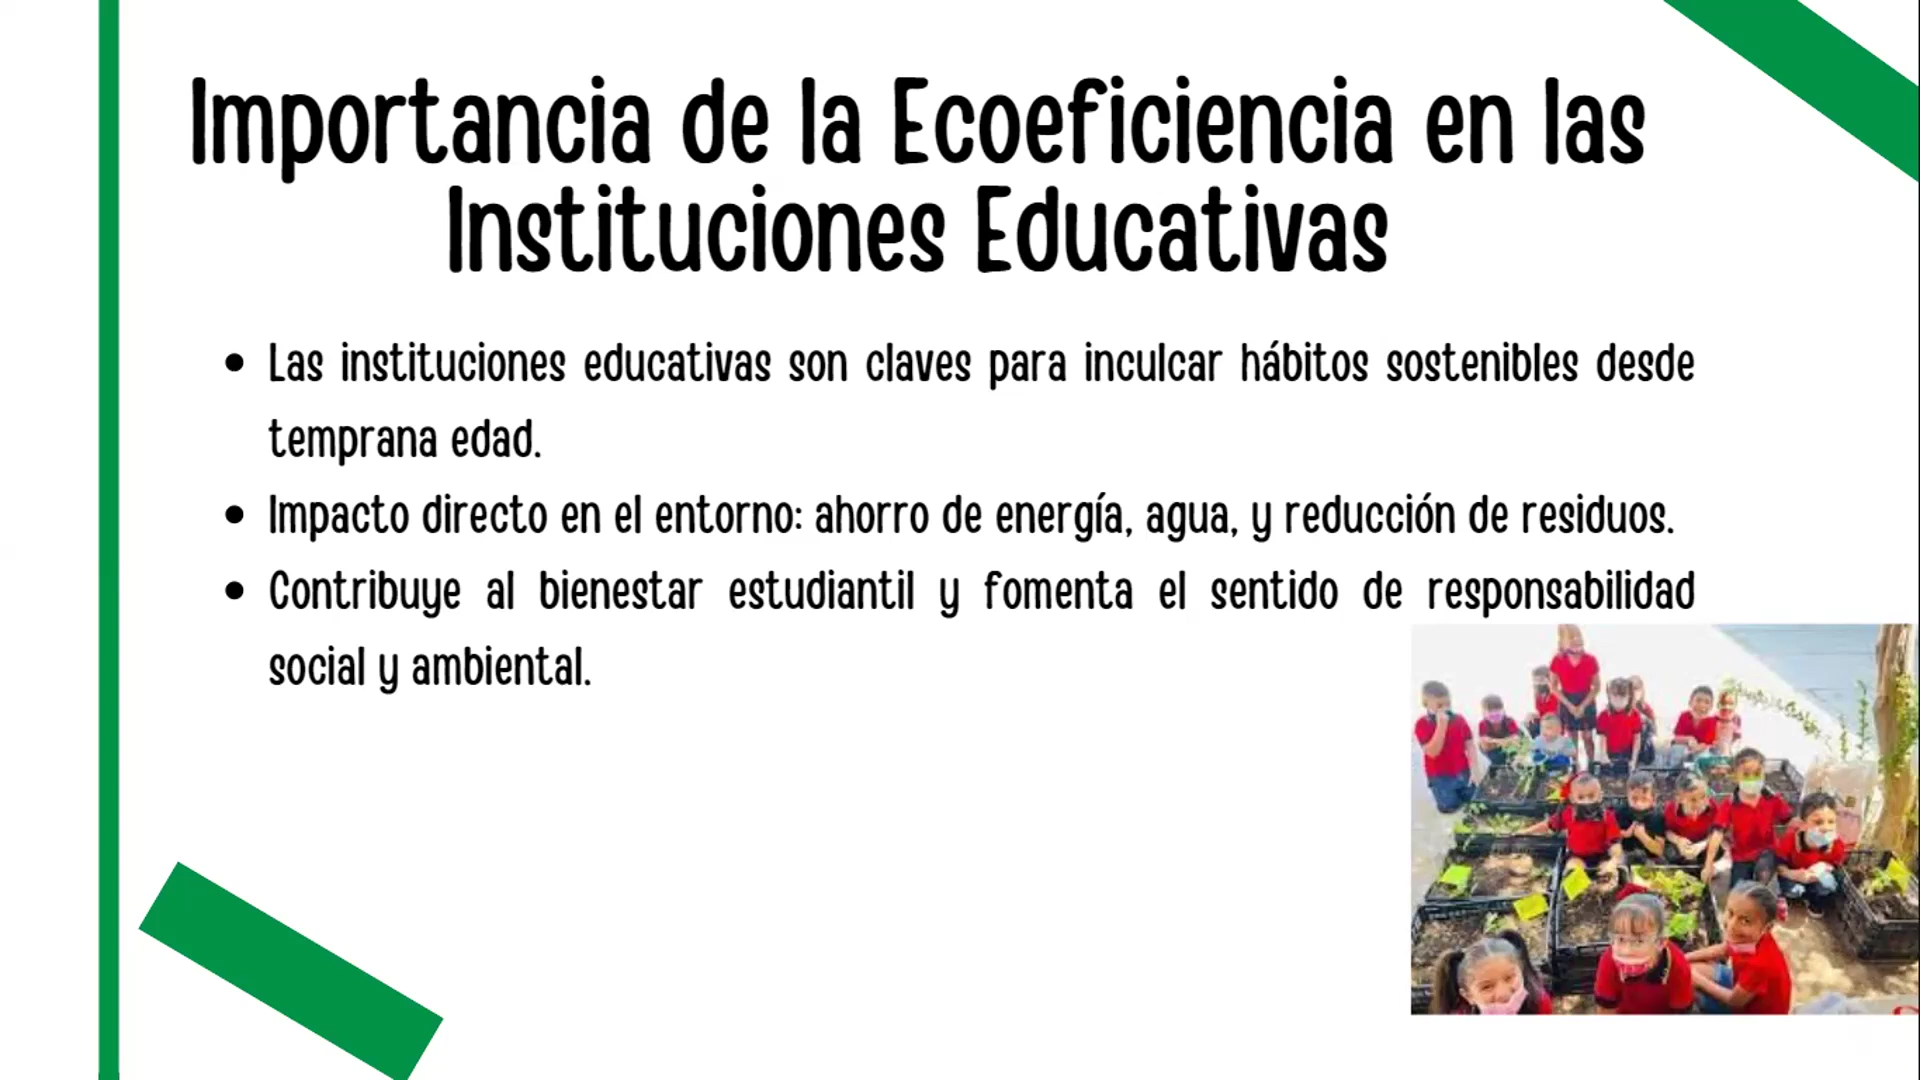 Importancia de la Ecoeficiencia en las
Instituciones Educativas
• Las instituciones educativas son claves para inculcar hábitos sostenibles desde
temprana edad.
• Impacto directo en el entorno: ahorro de energía, agua, y reducción de residuos.
• Contribuye al bienestar estudiantil y fomenta el sentido de responsabilidad
social y ambiental.